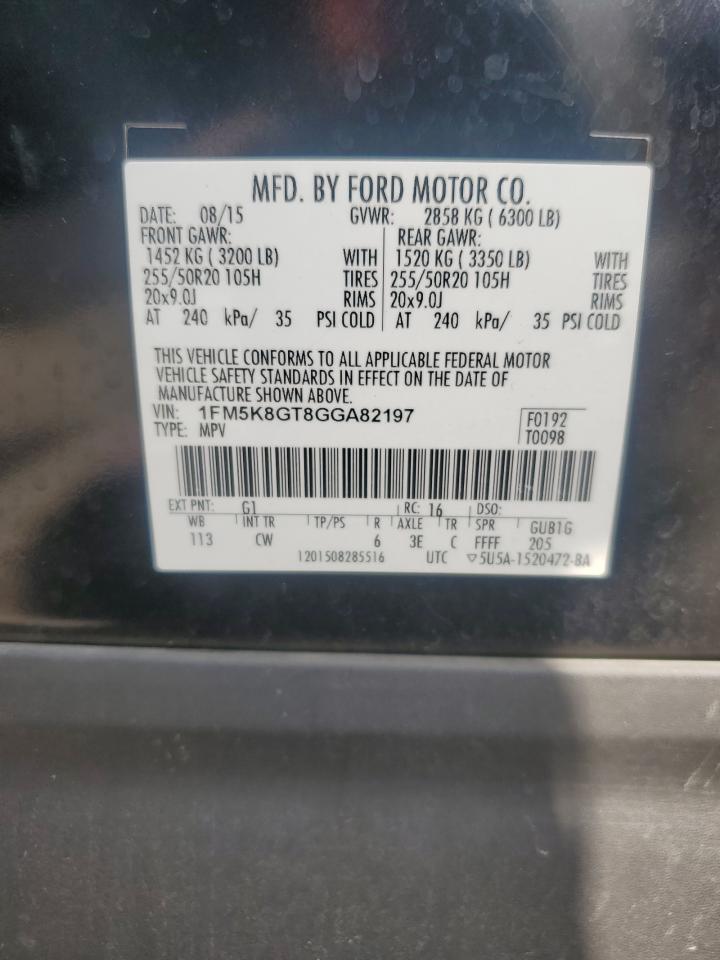 MFD. BY FORD MOTOR CO.
DATE: 08/15 GVWR: 2858 KG ( 6300 LB)
FRONT GAWR: REAR GAWR:
1452 KG ( 3200 LB) WITH 1520 KG ( 3350 LB) WITH
255/50R20 105H TIRES 255/50R20 105H TIRES
20x9.0J RIMS 20x9.0J RIMS
AT 240 kPa/ 35 PSI COLD AT 240 kPa/ 35 PSI COLD
THIS VEHICLE CONFORMS TO ALL APPLICABLE FEDERAL MOTOR
VEHICLE SAFETY STANDARDS IN EFFECT ON THE DATE OF
MANUFACTURE SHOWN ABOVE.
VIN: 1FM5K8GT8GGA82197 F0192
TYPE: MPV T0098
EXT PNT: G1 RC: 16 DSO:
WB INT TR TP/PS R AXLE TR SPR GUB1G
113 CW 6 3E C FFFF 205
1201508285516 UTC ▽5U5A-1520472-BA